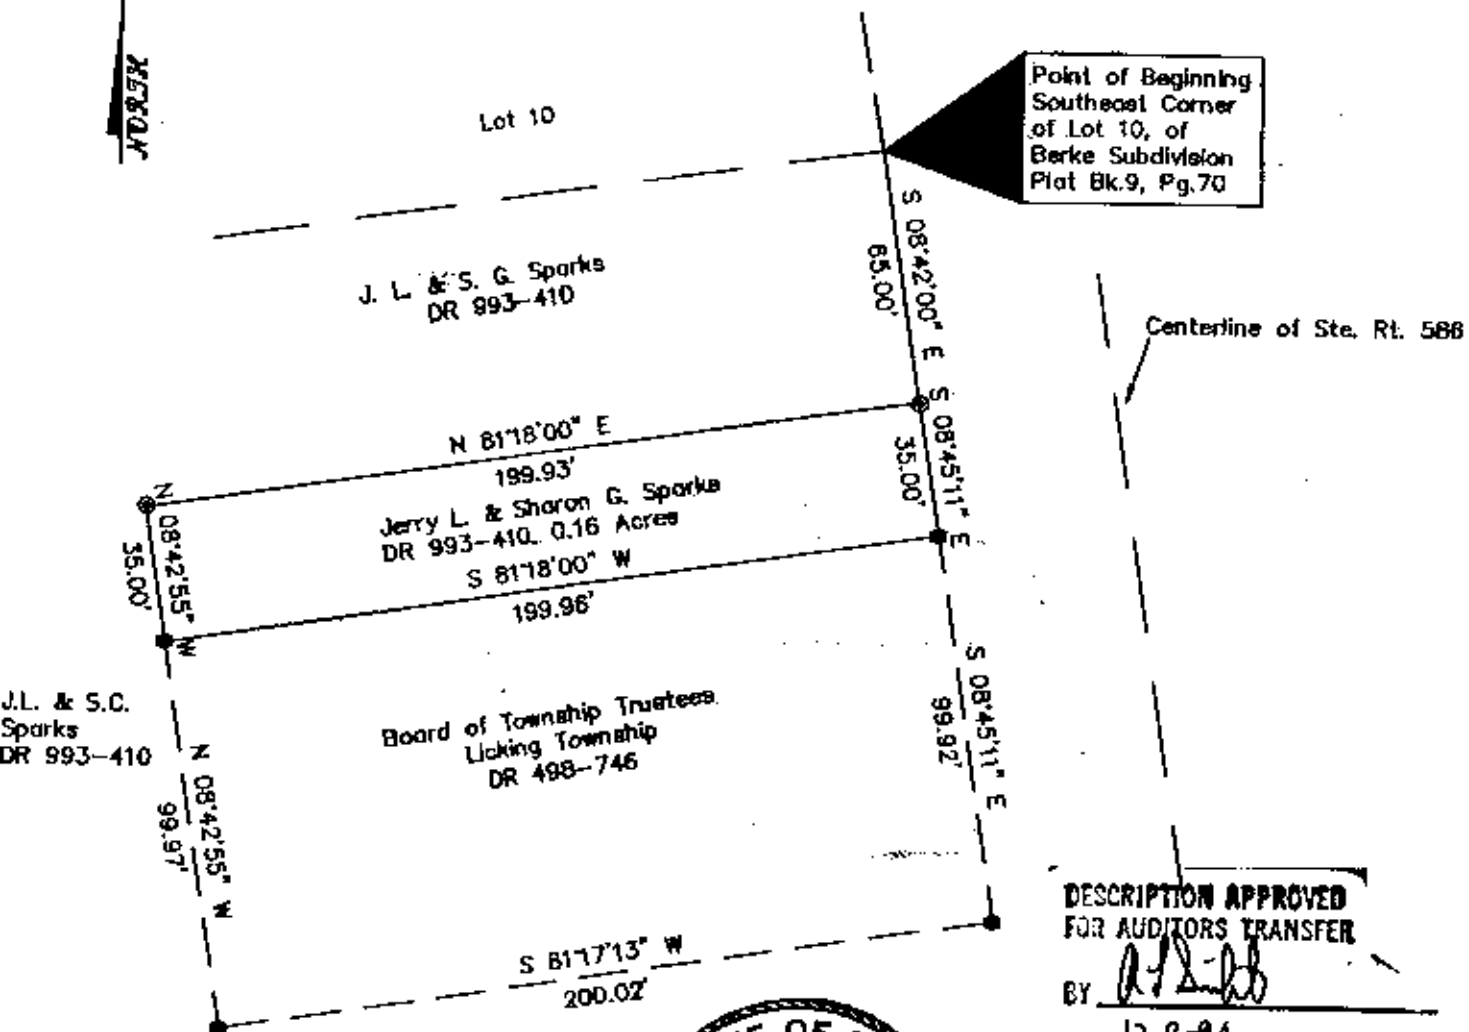 NORTH
Lot 10
Point of Beginning
Southeast Corner
of Lot 10, of
Berke Subdivision
Plat Bk.9, Pg.70
S 08°42'00" E
65.00'
J. L. & S. G. Sparks
DR 993-410
Centerline of Ste. Rt. 586
N 81°18'00" E
199.93'
S 08°45'11" E
35.00'
Jerry L. & Sharon G. Sparks
DR 993-410, 0.16 Acres
N 08°42'55" W
35.00'
S 81°18'00" W
199.96'
J.L. & S.C.
Sparks
DR 993-410
Board of Township Trustees
Licking Township
DR 498-746
S 08°45'11" E
99.92'
N 08°42'55" W
99.97'
S 81°17'13" W
200.02'
DESCRIPTION APPROVED
FOR AUDITORS TRANSFER
BY
OF